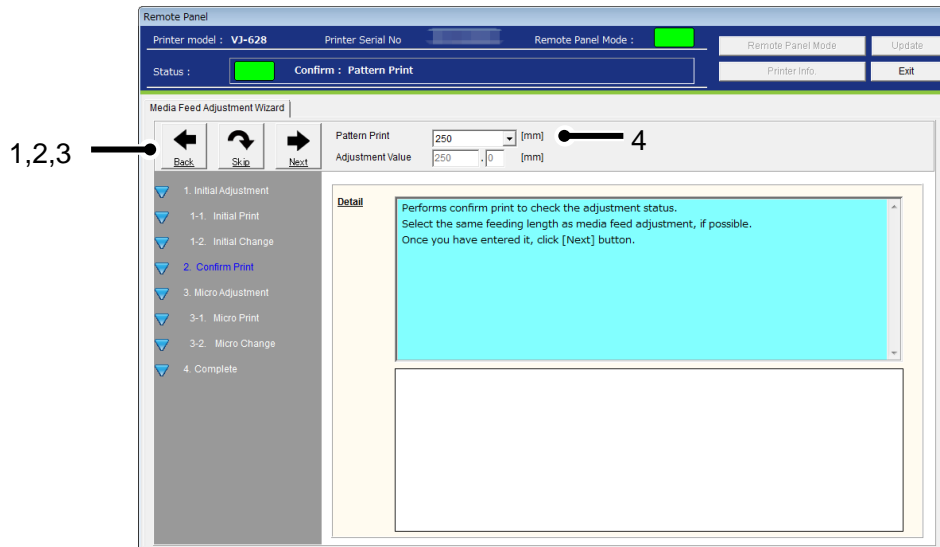 Remote Panel
Printer model : VJ-628 Printer Serial No Remote Panel Mode : Remote Panel Mode Update
Status : Confirm : Pattern Print Printer Info. Exit
Media Feed Adjustment Wizard
1,2,3
Back Skip Next
Pattern Print 250 [mm] 4
Adjustment Value 250 . 0 [mm]
1. Initial Adjustment
1-1. Initial Print
1-2. Initial Change
2. Confirm Print
3. Micro Adjustment
3-1. Micro Print
3-2. Micro Change
4. Complete
Detail
Performs confirm print to check the adjustment status.
Select the same feeding length as media feed adjustment, if possible.
Once you have entered it, click [Next] button.